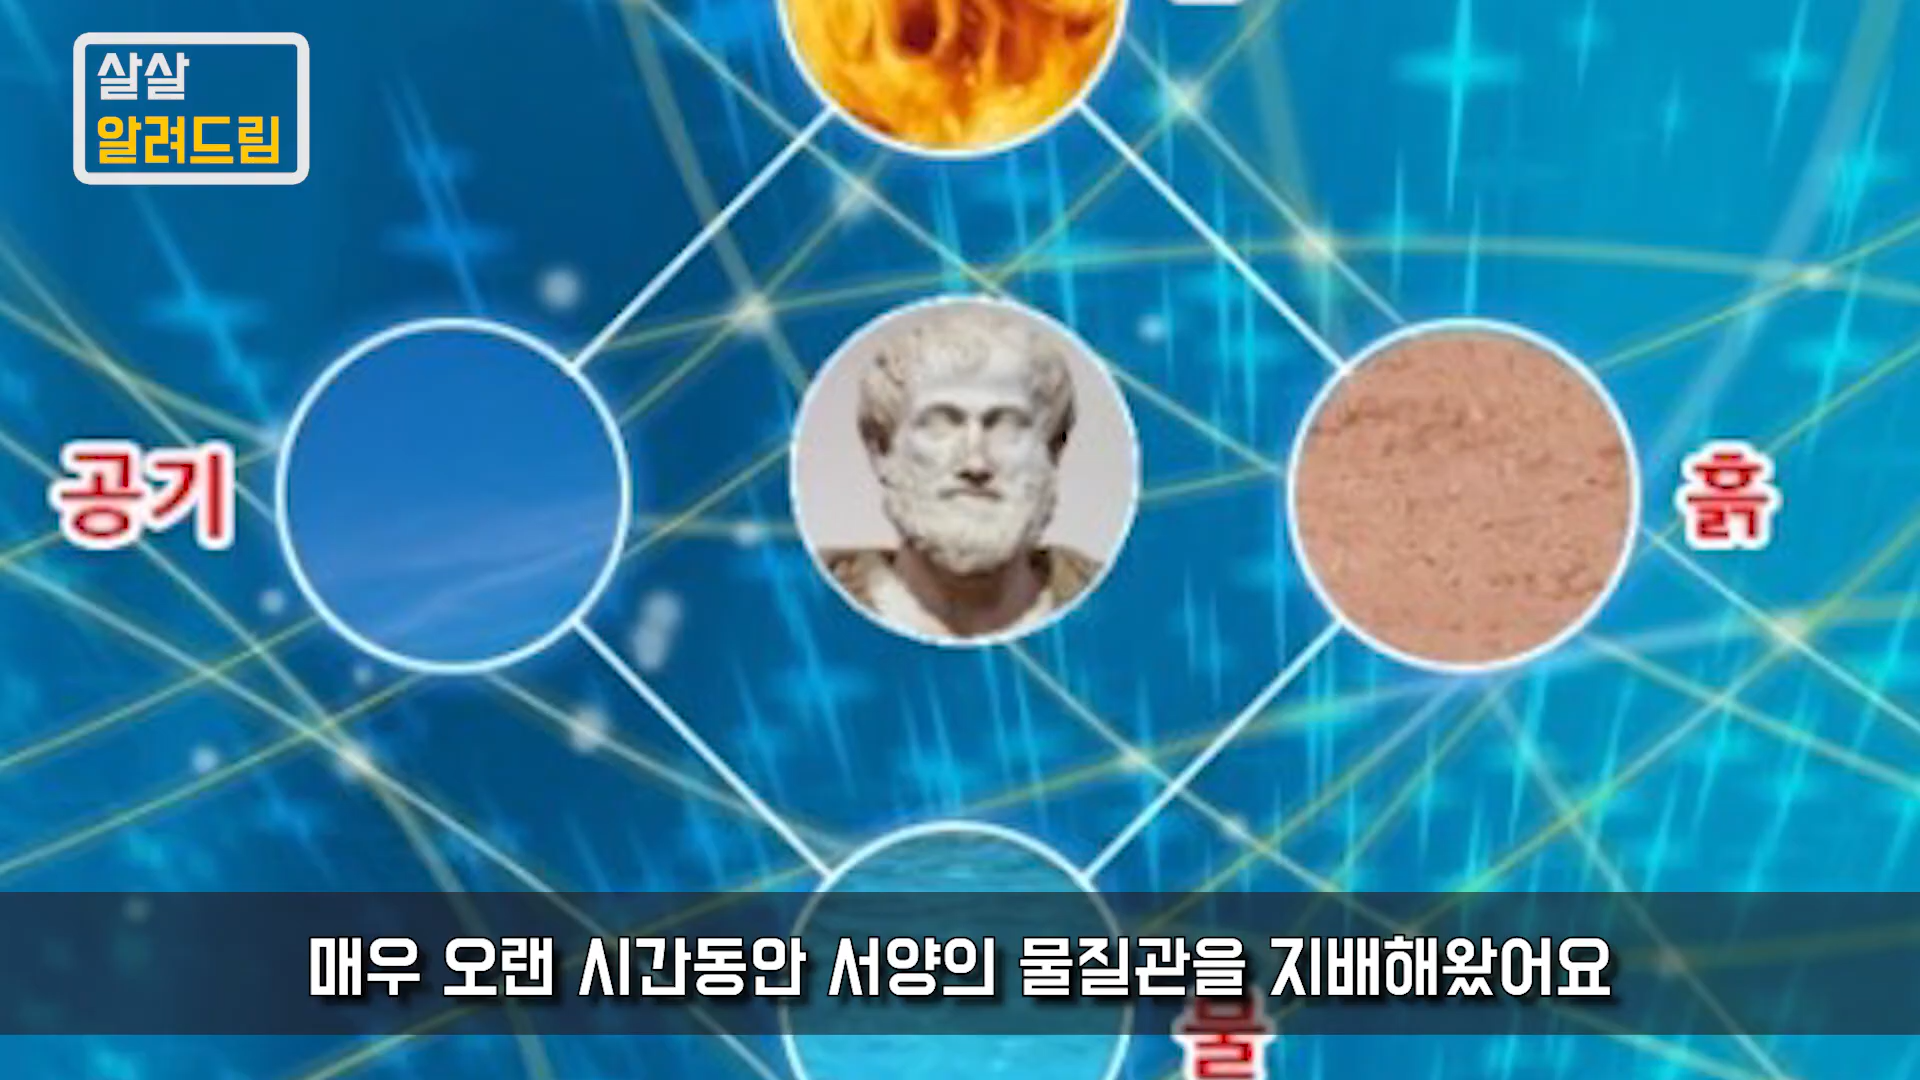 살살
알려드림
공기
흙
매우 오랜 시간동안 서양의 물질관을 지배해왔어요
물